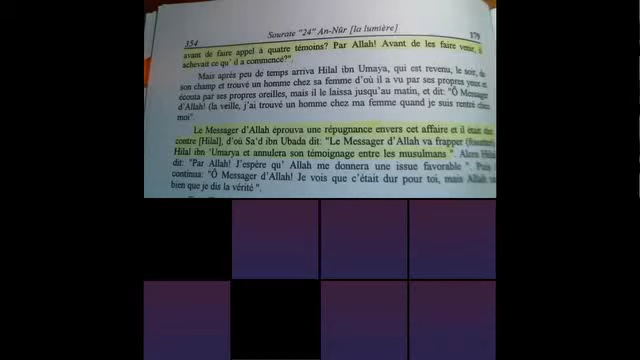 354 Sourate "24" An-Nûr [la lumière]
avant de faire appel à quatre témoins? Par Allah! Avant de les faire venir, il
achevait ce qu' il a commencé?".
Mais après peu de temps arriva Hilal ibn Umaya, qui est revenu, le soir, de
son champ et trouvé un homme chez sa femme d'où il a vu par ses propres yeux et
écouta par ses propres oreilles, mais il le laissa jusqu'au matin, et dit: "Ô Messager
d'Allah! (la veille, j'ai trouvé un homme chez ma femme quand je suis rentré chez
moi".
Le Messager d'Allah éprouva une répugnance envers cet affaire et il était
contre [Hilal], d'où Sa'd ibn Ubada dit: "Le Messager d'Allah va frapper
Hilal ibn 'Umarya et annulera son témoignage entre les musulmans ". Alors Hilal
dit: "Par Allah! J'espère qu' Allah me donnera une issue favorable ". Puis
continua: "Ô Messager d'Allah! Je vois que c'était dur pour toi, mais Allah
bien que je dis la vérité ".